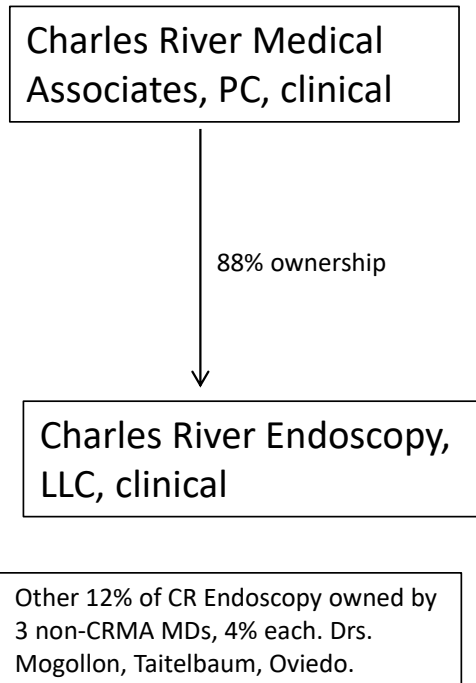 Charles River Medical
Associates, PC, clinical
88% ownership
Charles River Endoscopy,
LLC, clinical
Other 12% of CR Endoscopy owned by
3 non-CRMA MDs, 4% each. Drs.
Mogollon, Taitelbaum, Oviedo.